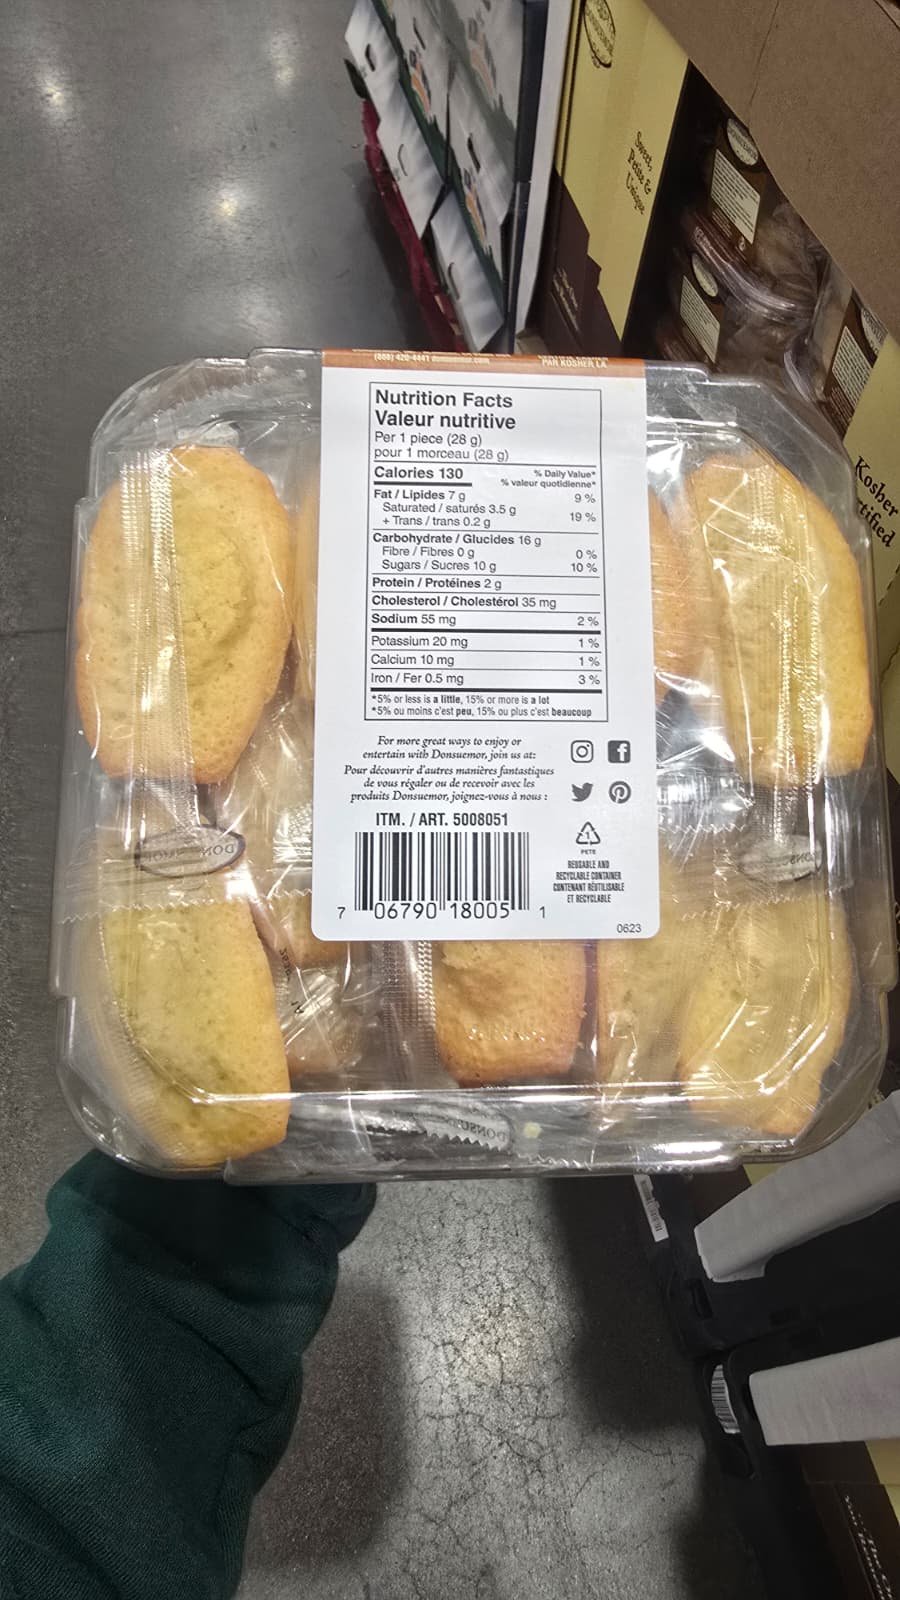 Sweet,
Petite &
Unique
Kosher
(888) 420-4441 donsuemor.com
PAR KOSHER LA
Nutrition Facts
Valeur nutritive
Per 1 piece (28 g)
pour 1 morceau (28 g)
Calories 130
% Daily Value*
% valeur quotidienne*
Fat / Lipides 7 g 9 %
Saturated / saturés 3.5 g
+ Trans / trans 0.2 g 19 %
Carbohydrate / Glucides 16 g
Fibre / Fibres 0 g 0 %
Sugars / Sucres 10 g 10 %
Protein / Protéines 2 g
Cholesterol / Cholestérol 35 mg
Sodium 55 mg 2 %
Potassium 20 mg 1 %
Calcium 10 mg 1 %
Iron / Fer 0.5 mg 3 %
*5% or less is a little, 15% or more is a lot
*5% ou moins c'est peu, 15% ou plus c'est beaucoup
For more great ways to enjoy or
entertain with Donsuemor, join us at:
Pour découvrir d'autres manières fantastiques
de vous régaler ou de recevoir avec les
produits Donsuemor, joignez-vous à nous :
ITM. / ART. 5008051
7 06790 18005 1
1
PETE
REUSABLE AND
RECYCLABLE CONTAINER
CONTENANT RÉUTILISABLE
ET RECYCLABLE
0623